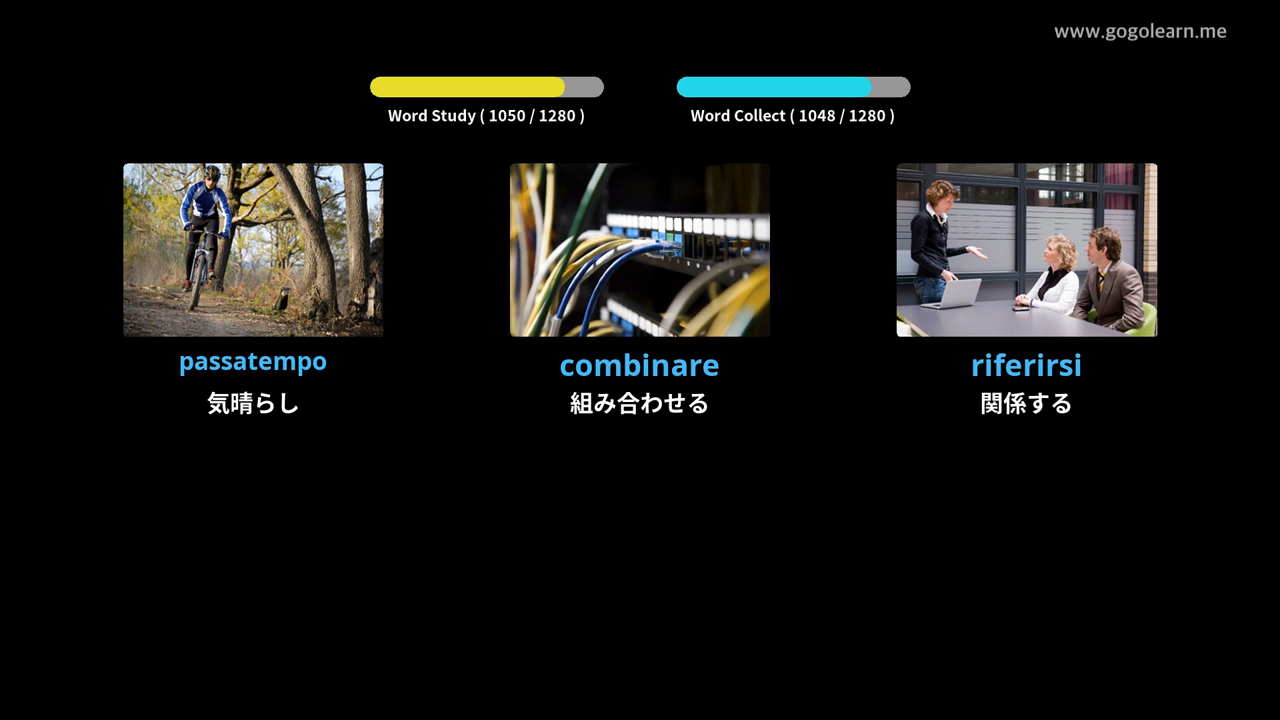 www.gogolearn.me
Word Study ( 1050 / 1280 )
Word Collect ( 1048 / 1280 )
passatempo
気晴らし
combinare
組み合わせる
riferirsi
関係する